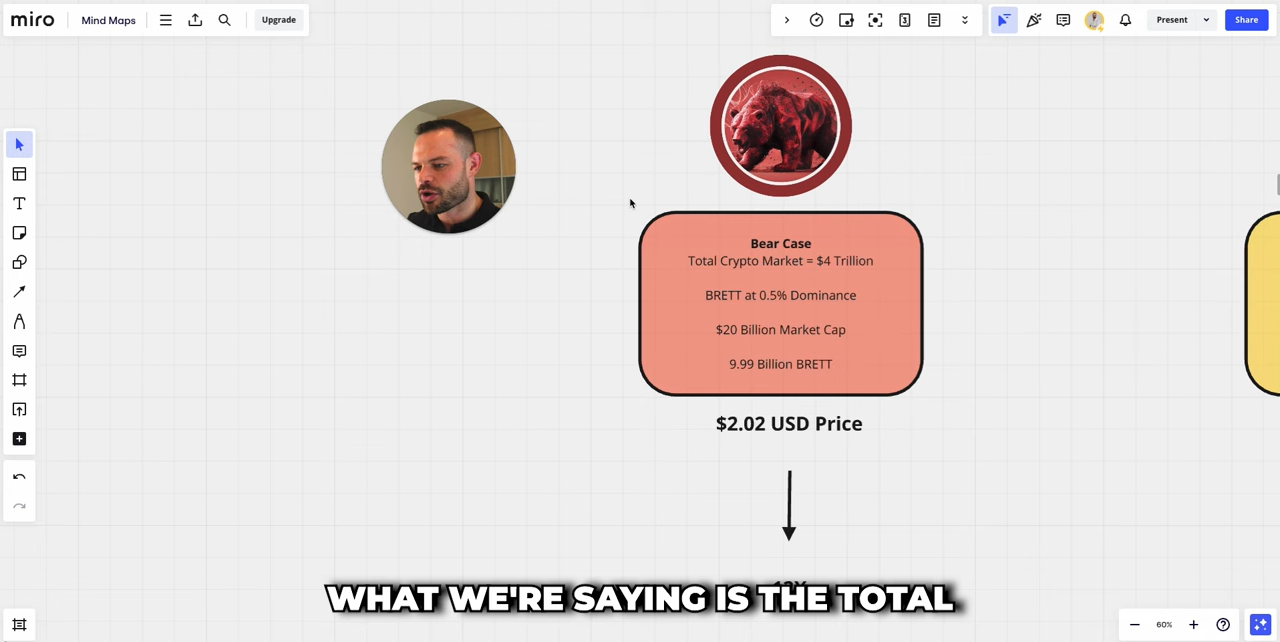 miro
Mind Maps
Upgrade
3
Present
Share
Bear Case
Total Crypto Market = $4 Trillion
BRETT at 0.5% Dominance
$20 Billion Market Cap
9.99 Billion BRETT
$2.02 USD Price
WHAT WE'RE SAYING IS THE TOTAL
60%